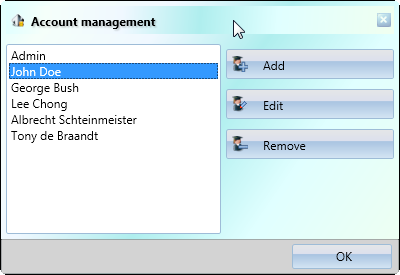 Account management
Admin
John Doe
George Bush
Lee Chong
Albrecht Schteinmeister
Tony de Braandt
Add
Edit
Remove
OK